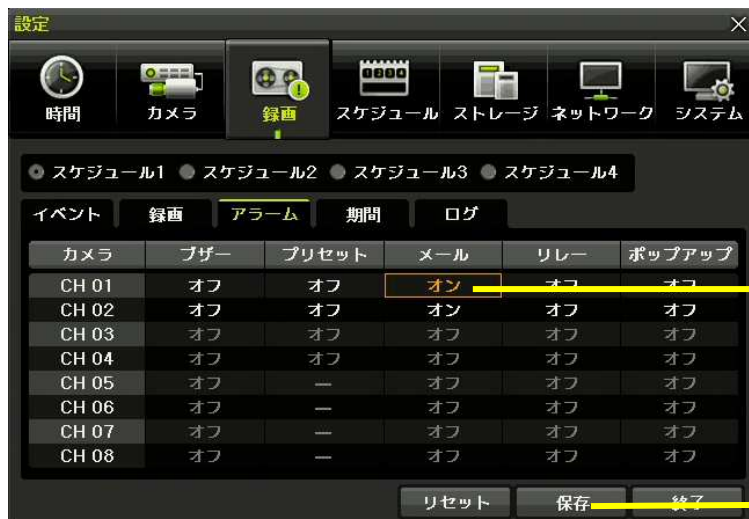 設定
時間 カメラ 録画 スケジュール ストレージ ネットワーク システム
スケジュール1 スケジュール2 スケジュール3 スケジュール4
イベント 録画 アラーム 期間 ログ
カメラ ブザー プリセット メール リレー ポップアップ
CH 01 オフ オフ オン オフ オフ
CH 02 オフ オフ オン オフ オフ
CH 03 オフ オフ オフ オフ オフ
CH 04 オフ オフ オフ オフ オフ
CH 05 オフ — オフ オフ オフ
CH 06 オフ — オフ オフ オフ
CH 07 オフ — オフ オフ オフ
CH 08 オフ — オフ オフ オフ
リセット 保存 終了